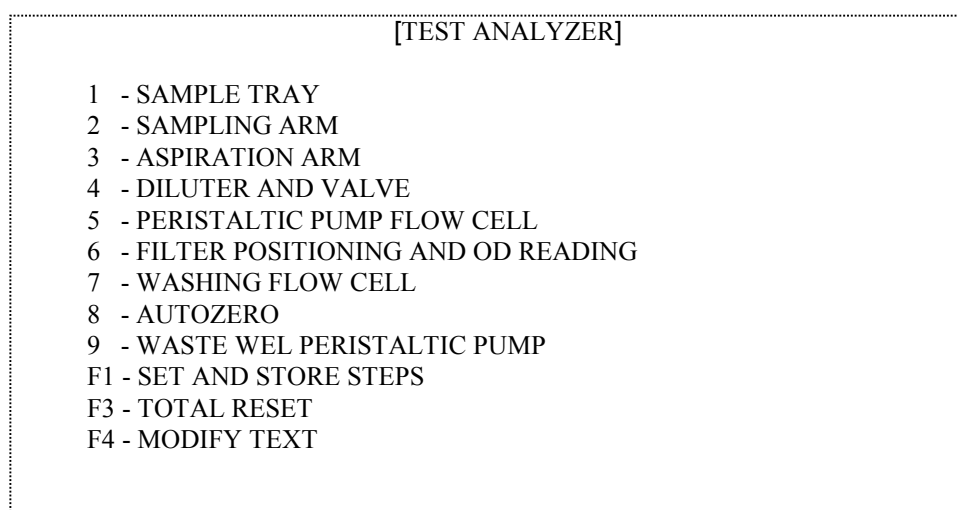 [TEST ANALYZER]
1 - SAMPLE TRAY
2 - SAMPLING ARM
3 - ASPIRATION ARM
4 - DILUTER AND VALVE
5 - PERISTALTIC PUMP FLOW CELL
6 - FILTER POSITIONING AND OD READING
7 - WASHING FLOW CELL
8 - AUTOZERO
9 - WASTE WEL PERISTALTIC PUMP
F1 - SET AND STORE STEPS
F3 - TOTAL RESET
F4 - MODIFY TEXT